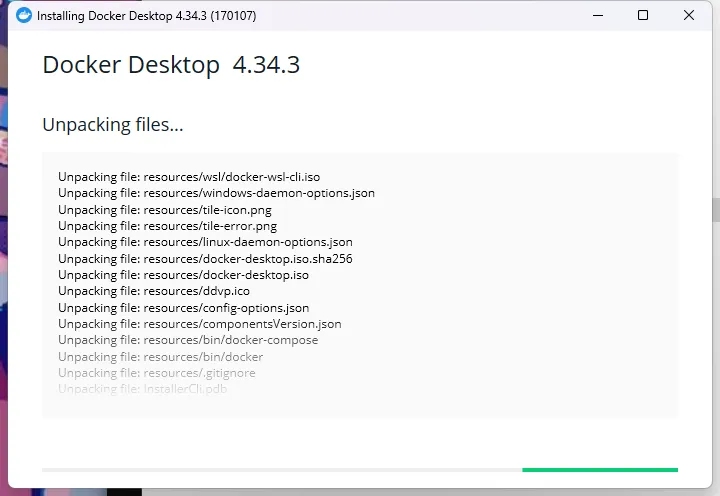 Installing Docker Desktop 4.34.3 (170107)
Docker Desktop 4.34.3
Unpacking files...
Unpacking file: resources/wsl/docker-wsl-cli.iso
Unpacking file: resources/windows-daemon-options.json
Unpacking file: resources/tile-icon.png
Unpacking file: resources/tile-error.png
Unpacking file: resources/linux-daemon-options.json
Unpacking file: resources/docker-desktop.iso.sha256
Unpacking file: resources/docker-desktop.iso
Unpacking file: resources/ddvp.ico
Unpacking file: resources/config-options.json
Unpacking file: resources/componentsVersion.json
Unpacking file: resources/bin/docker-compose
Unpacking file: resources/bin/docker
Unpacking file: resources/.gitignore
Unpacking file: InstallerCli.pdb